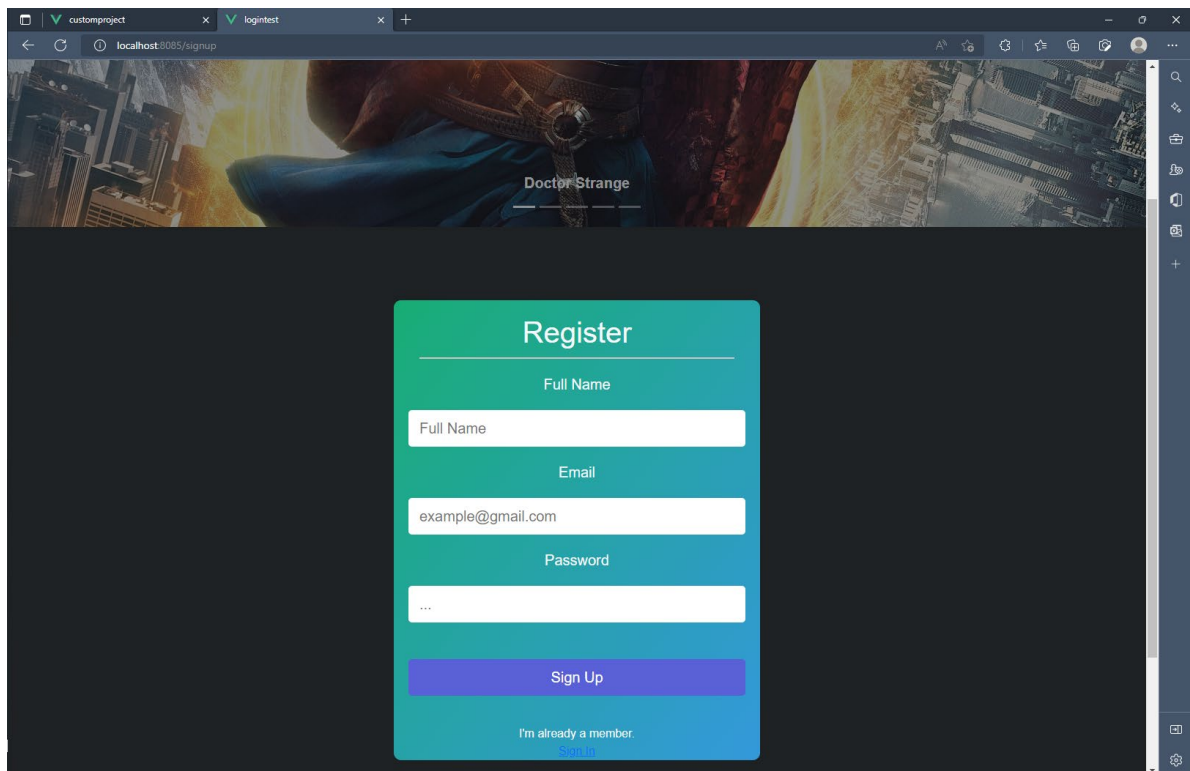 customproject
logintest
localhost:8085/signup
Doctor Strange
Register
Full Name
Full Name
Email
example@gmail.com
Password
...
Sign Up
I'm already a member.
Sign In